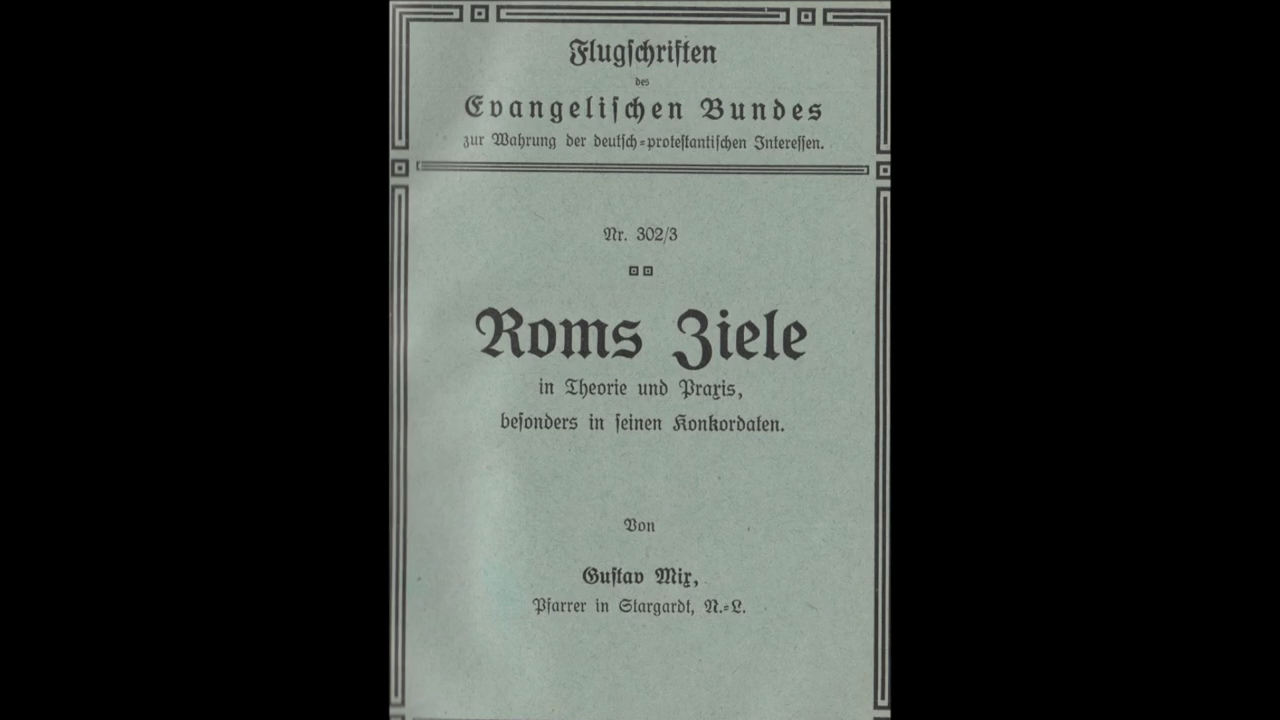 Flugschriften
des
Evangelischen Bundes
zur Wahrung der deutsch-protestantischen Interessen.
Nr. 302/3
Roms Ziele
in Theorie und Praxis,
besonders in seinen Konkordaten.
Von
Gustav Mix,
Pfarrer in Stargardt, N.-L.